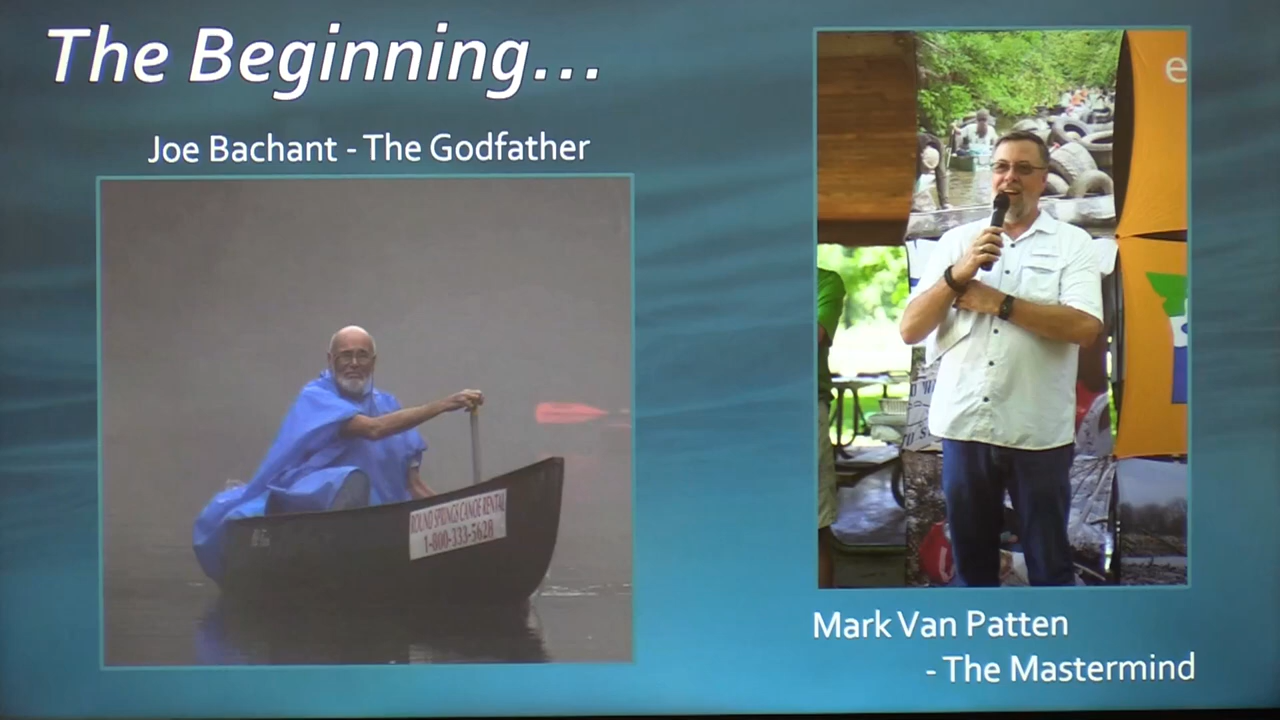 The Beginning...
Joe Bachant - The Godfather
ROUND SPRINGS CANOE RENTAL
1-800-333-5628
Mark Van Patten
- The Mastermind
e